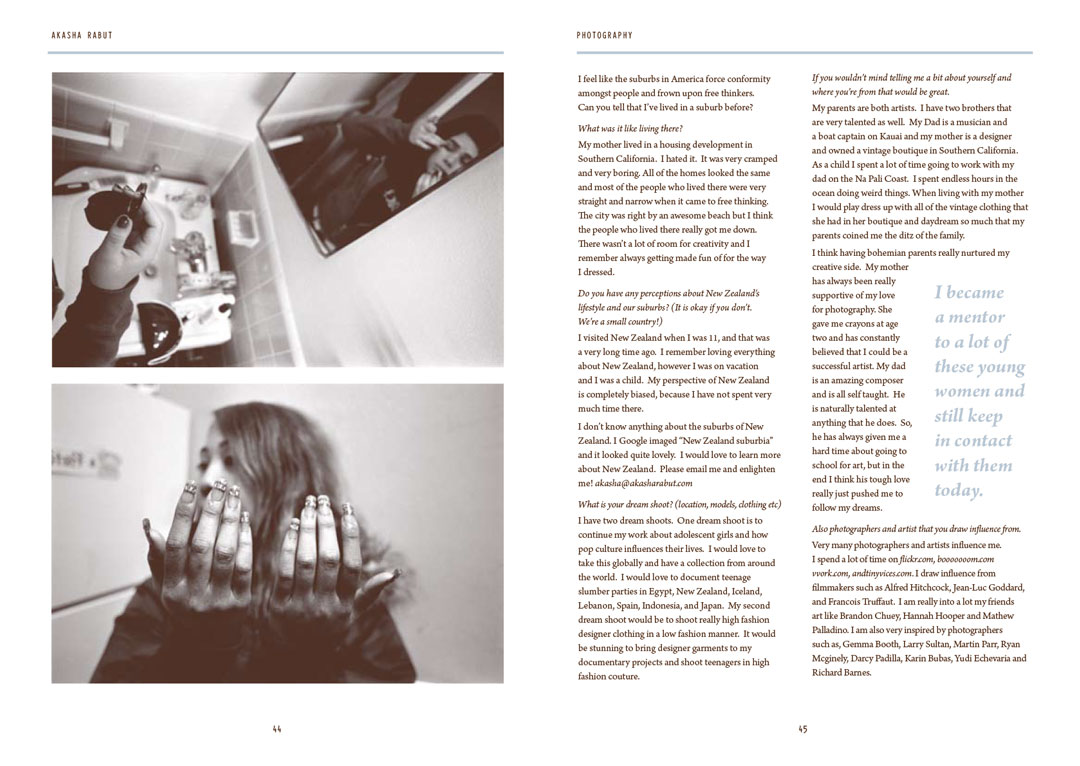 AKASHA RABUT
44
PHOTOGRAPHY
I feel like the suburbs in America force conformity
amongst people and frown upon free thinkers.
Can you tell that I've lived in a suburb before?
What was it like living there?
My mother lived in a housing development in
Southern California. I hated it. It was very cramped
and very boring. All of the homes looked the same
and most of the people who lived there were very
straight and narrow when it came to free thinking.
The city was right by an awesome beach but I think
the people who lived there really got me down.
There wasn't a lot of room for creativity and I
remember always getting made fun of for the way
I dressed.
Do you have any perceptions about New Zealand's
lifestyle and our suburbs? (It is okay if you don't.
We're a small country!)
I visited New Zealand when I was 11, and that was
a very long time ago. I remember loving everything
about New Zealand, however I was on vacation
and I was a child. My perspective of New Zealand
is completely biased, because I have not spent very
much time there.
I don't know anything about the suburbs of New
Zealand. I Google imaged "New Zealand suburbia"
and it looked quite lovely. I would love to learn more
about New Zealand. Please email me and enlighten
me! akasha@akasharabut.com
What is your dream shoot? (location, models, clothing etc)
I have two dream shoots. One dream shoot is to
continue my work about adolescent girls and how
pop culture influences their lives. I would love to
take this globally and have a collection from around
the world. I would love to document teenage
slumber parties in Egypt, New Zealand, Iceland,
Lebanon, Spain, Indonesia, and Japan. My second
dream shoot would be to shoot really high fashion
designer clothing in a low fashion manner. It would
be stunning to bring designer garments to my
documentary projects and shoot teenagers in high
fashion couture.
If you wouldn't mind telling me a bit about yourself and
where you're from that would be great.
My parents are both artists. I have two brothers that
are very talented as well. My Dad is a musician and
a boat captain on Kauai and my mother is a designer
and owned a vintage boutique in Southern California.
As a child I spent a lot of time going to work with my
dad on the Na Pali Coast. I spent endless hours in the
ocean doing weird things. When living with my mother
I would play dress up with all of the vintage clothing that
she had in her boutique and daydream so much that my
parents coined me the ditz of the family.
I think having bohemian parents really nurtured my
creative side. My mother
has always been really
supportive of my love
for photography. She
gave me crayons at age
two and has constantly
believed that I could be a
successful artist. My dad
is an amazing composer
and is all self taught. He
is naturally talented at
anything that he does. So,
he has always given me a
hard time about going to
school for art, but in the
end I think his tough love
really just pushed me to
follow my dreams.
I became
a mentor
to a lot of
these young
women and
still keep
in contact
with them
today.
Also photographers and artist that you draw influence from.
Very many photographers and artists influence me.
I spend a lot of time on flickr.com, booooooom.com
vvork.com, andtinyvices.com. I draw influence from
filmmakers such as Alfred Hitchcock, Jean-Luc Goddard,
and Francois Truffaut. I am really into a lot my friends
art like Brandon Chuey, Hannah Hooper and Mathew
Palladino. I am also very inspired by photographers
such as, Gemma Booth, Larry Sultan, Martin Parr, Ryan
Mcginely, Darcy Padilla, Karin Bubas, Yudi Echevaria and
Richard Barnes.
45